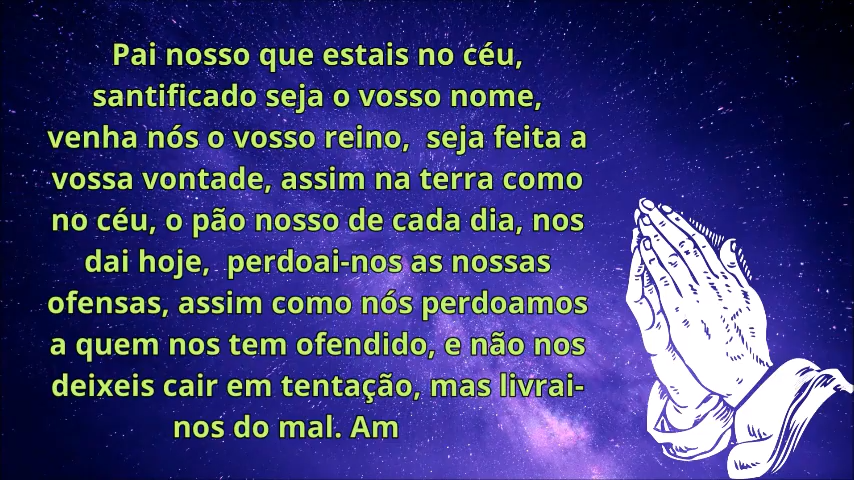 Pai nosso que estais no céu,
santificado seja o vosso nome,
venha nós o vosso reino,  seja feita a
vossa vontade, assim na terra como
no céu, o pão nosso de cada dia, nos
dai hoje,  perdoai-nos as nossas
ofensas, assim como nós perdoamos
a quem nos tem ofendido, e não nos
deixeis cair em tentação, mas livrai-
nos do mal. Am